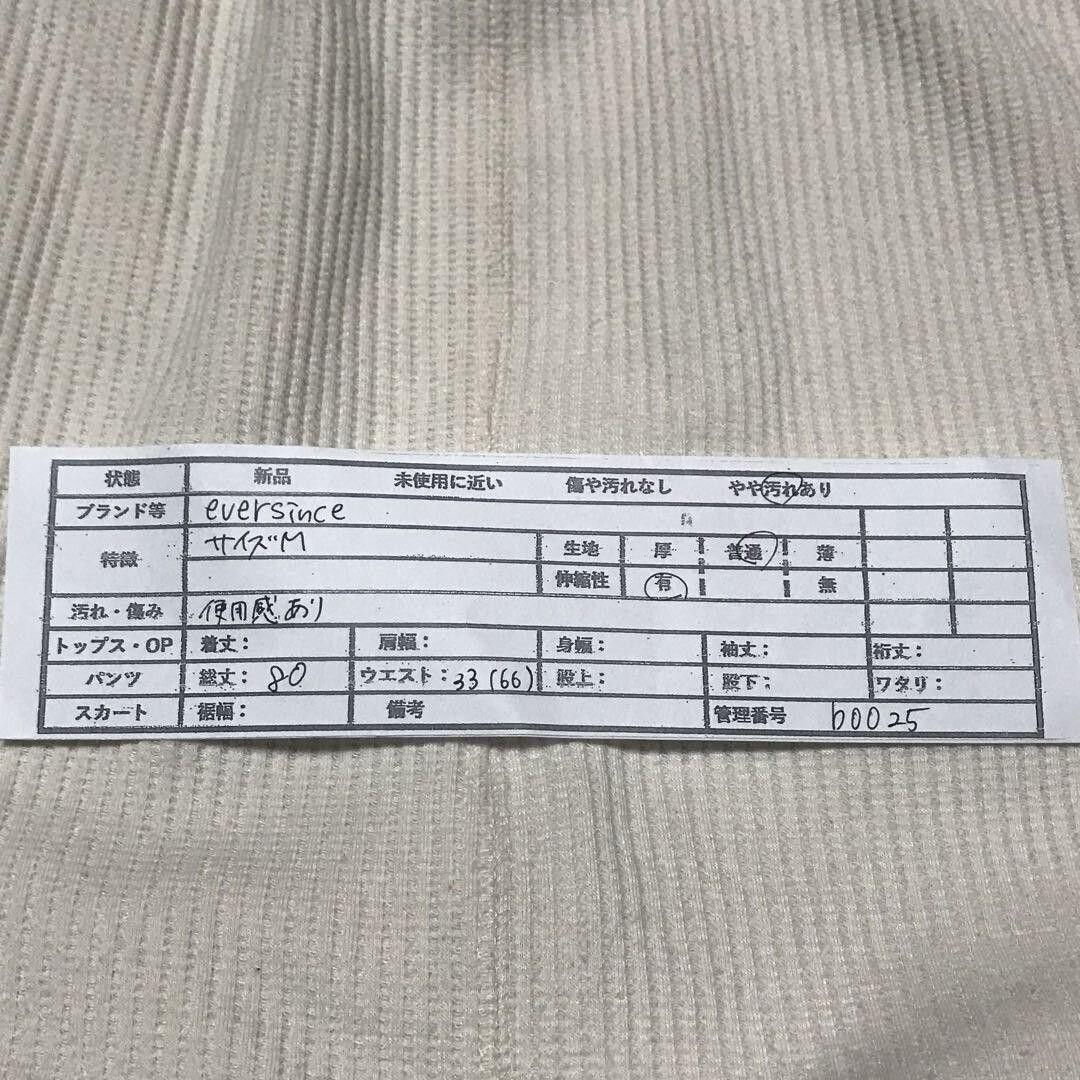 状態 新品 未使用に近い 傷や汚れなし やや汚れあり
ブランド等 eversince
特徴 サイズM 生地 厚 普通 薄
伸縮性 有 無
汚れ・傷み 使用感あり
トップス・OP 着丈: 肩幅: 身幅: 袖丈: 裄丈:
パンツ 総丈: 80 ウエスト: 33(66) 股上: 股下: ワタリ:
スカート 裾幅: 備考 管理番号 b0025